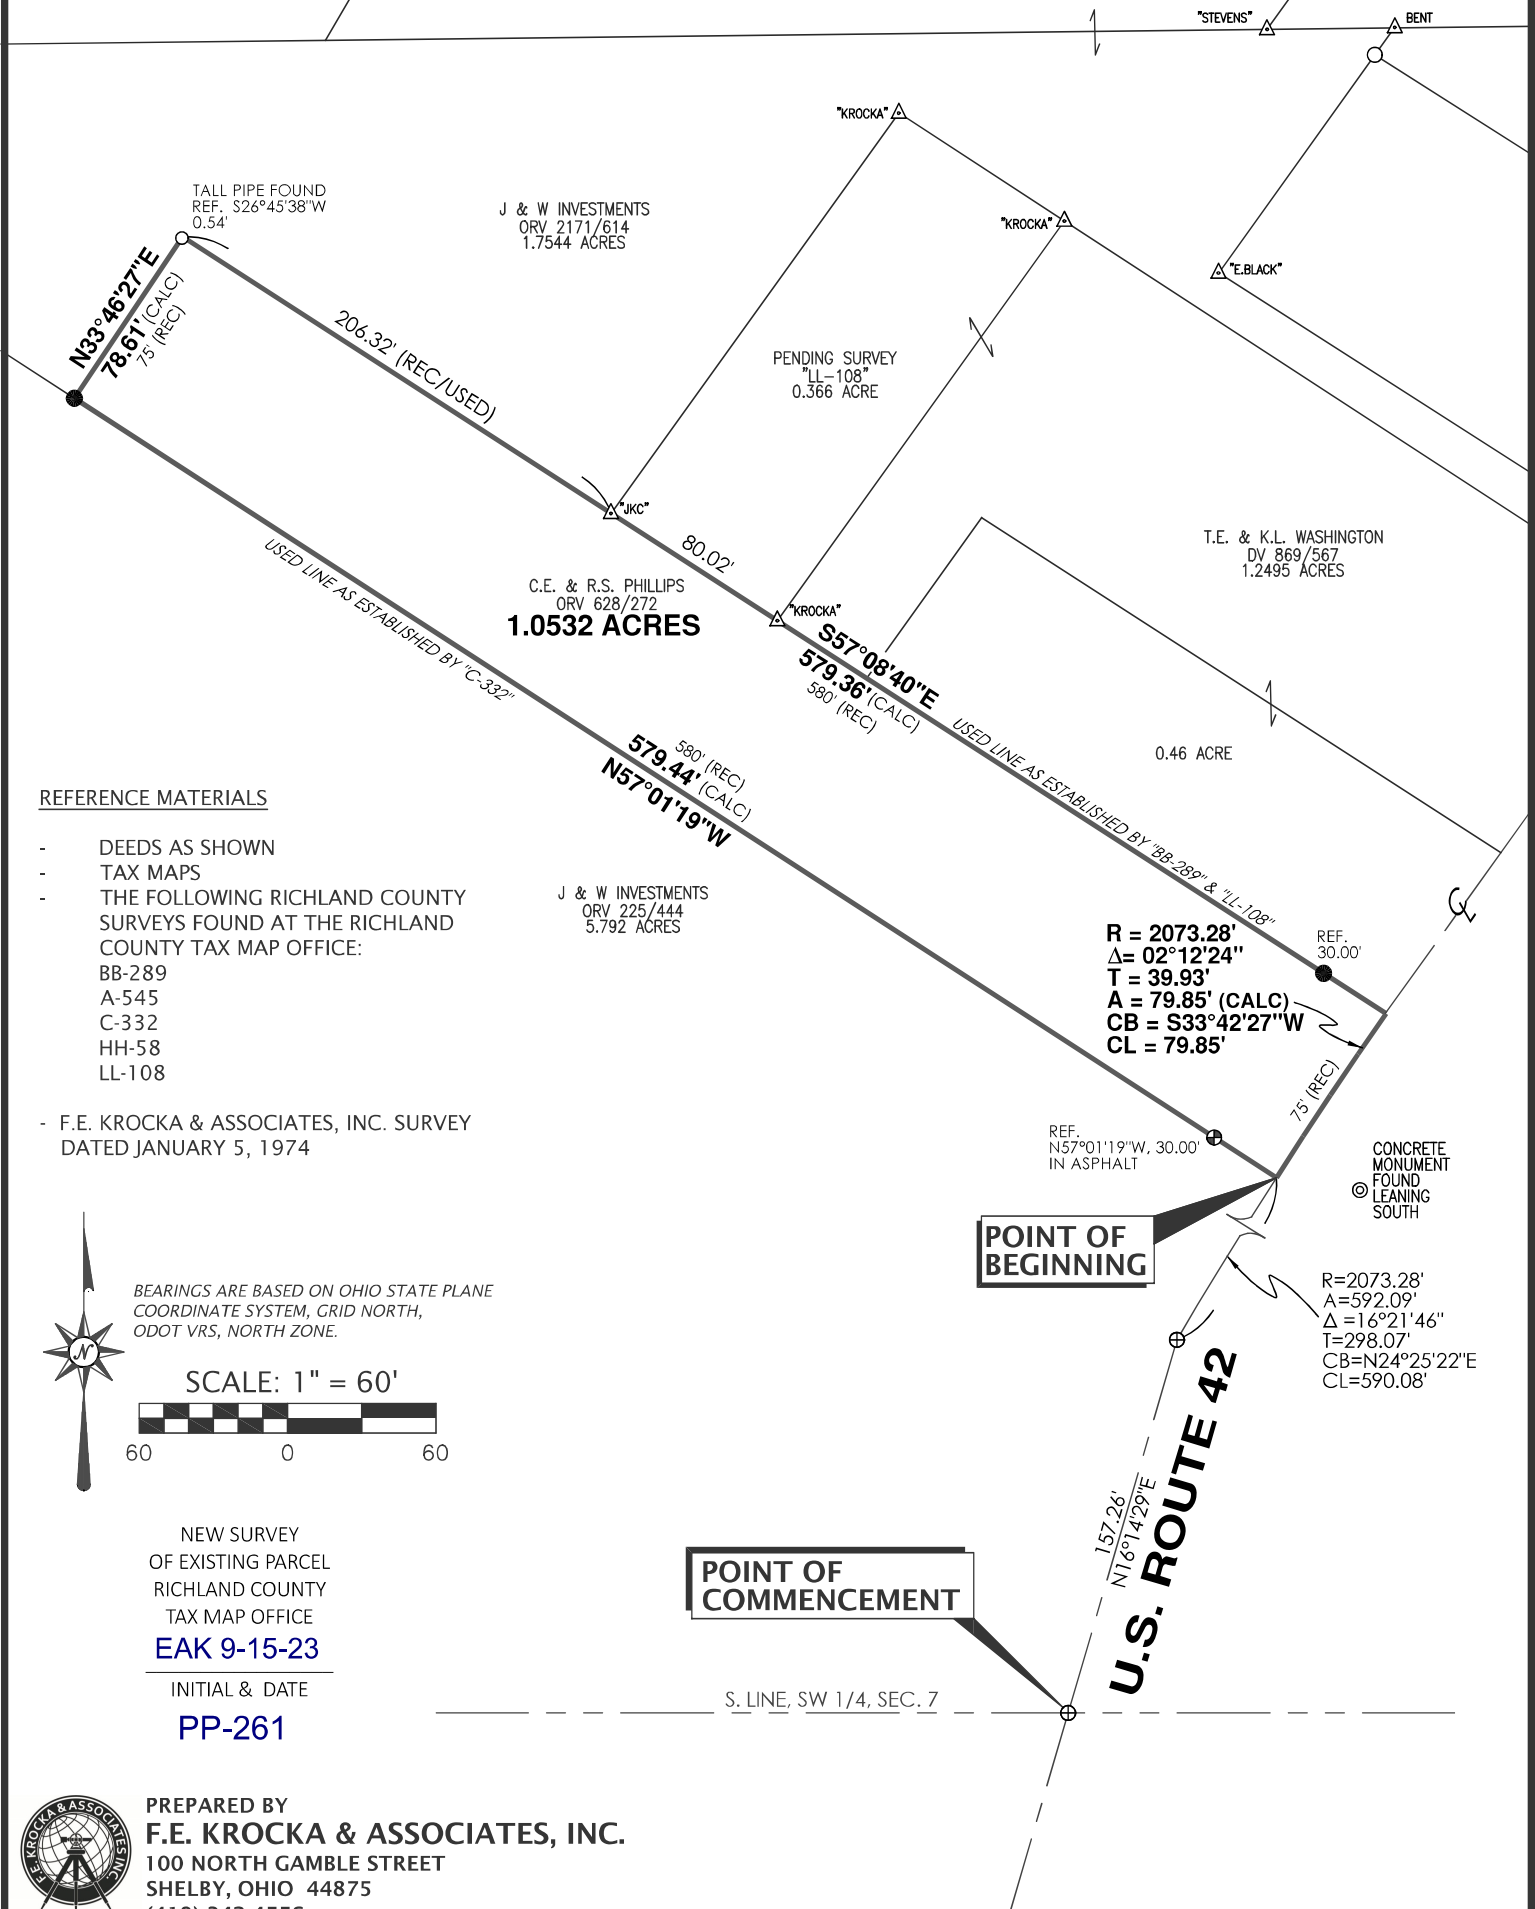 "STEVENS"
BENT
"KROCKA"
TALL PIPE FOUND
REF. S26°45'38"W
0.54'
J & W INVESTMENTS
ORV 2171/614
1.7544 ACRES
"KROCKA"
"E.BLACK"
N33°46'27"E
78.61' (CALC)
75' (REC)
206.32' (REC/USED)
PENDING SURVEY
"LL-108"
0.366 ACRE
"JKC"
80.02'
T.E. & K.L. WASHINGTON
DV 869/567
1.2495 ACRES
USED LINE AS ESTABLISHED BY "C-332"
C.E. & R.S. PHILLIPS
ORV 628/272
1.0532 ACRES
"KROCKA"
S57°08'40"E
579.36' (CALC)
580' (REC)
USED LINE AS ESTABLISHED BY "BB-289" & "LL-108"
0.46 ACRE
580' (REC)
579.44' (CALC)
N57°01'19"W
REFERENCE MATERIALS
- DEEDS AS SHOWN
- TAX MAPS
- THE FOLLOWING RICHLAND COUNTY
SURVEYS FOUND AT THE RICHLAND
COUNTY TAX MAP OFFICE:
BB-289
A-545
C-332
HH-58
LL-108
- F.E. KROCKA & ASSOCIATES, INC. SURVEY
DATED JANUARY 5, 1974
J & W INVESTMENTS
ORV 225/444
5.792 ACRES
R = 2073.28'
Δ= 02°12'24"
T = 39.93'
A = 79.85' (CALC)
CB = S33°42'27"W
CL = 79.85'
REF.
30.00'
℄
75' (REC)
REF.
N57°01'19"W, 30.00'
IN ASPHALT
CONCRETE
MONUMENT
FOUND
LEANING
SOUTH
POINT OF
BEGINNING
R=2073.28'
A=592.09'
Δ =16°21'46"
T=298.07'
CB=N24°25'22"E
CL=590.08'
N
BEARINGS ARE BASED ON OHIO STATE PLANE
COORDINATE SYSTEM, GRID NORTH,
ODOT VRS, NORTH ZONE.
SCALE: 1" = 60'
60 0 60
157.26'
N16°14'29"E
U.S. ROUTE 42
NEW SURVEY
OF EXISTING PARCEL
RICHLAND COUNTY
TAX MAP OFFICE
EAK 9-15-23
INITIAL & DATE
PP-261
POINT OF
COMMENCEMENT
S. LINE, SW 1/4, SEC. 7
F.E. KROCKA & ASSOCIATES INC.
PREPARED BY
F.E. KROCKA & ASSOCIATES, INC.
100 NORTH GAMBLE STREET
SHELBY, OHIO 44875